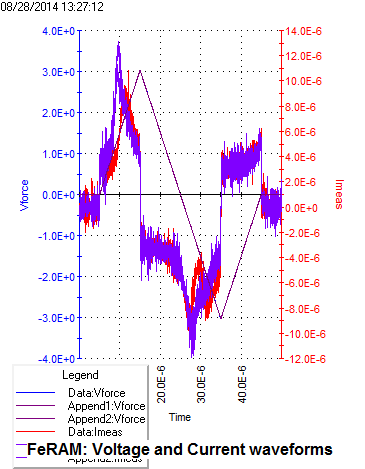 08/28/2014 13:27:12
4.0E+0
3.0E+0
2.0E+0
1.0E+0
0.0E+0
-1.0E+0
-2.0E+0
-3.0E+0
-4.0E+0
Vforce
14.0E-6
12.0E-6
10.0E-6
8.0E-6
6.0E-6
4.0E-6
2.0E-6
0.0E+0
-2.0E-6
-4.0E-6
-6.0E-6
-8.0E-6
-10.0E-6
-12.0E-6
Imeas
20.0E-6
30.0E-6
40.0E-6
Time
Legend
Data:Vforce
Append1:Vforce
Append2:Vforce
Data:Imeas
FeRAM: Voltage and Current waveforms
Append2:Imeas